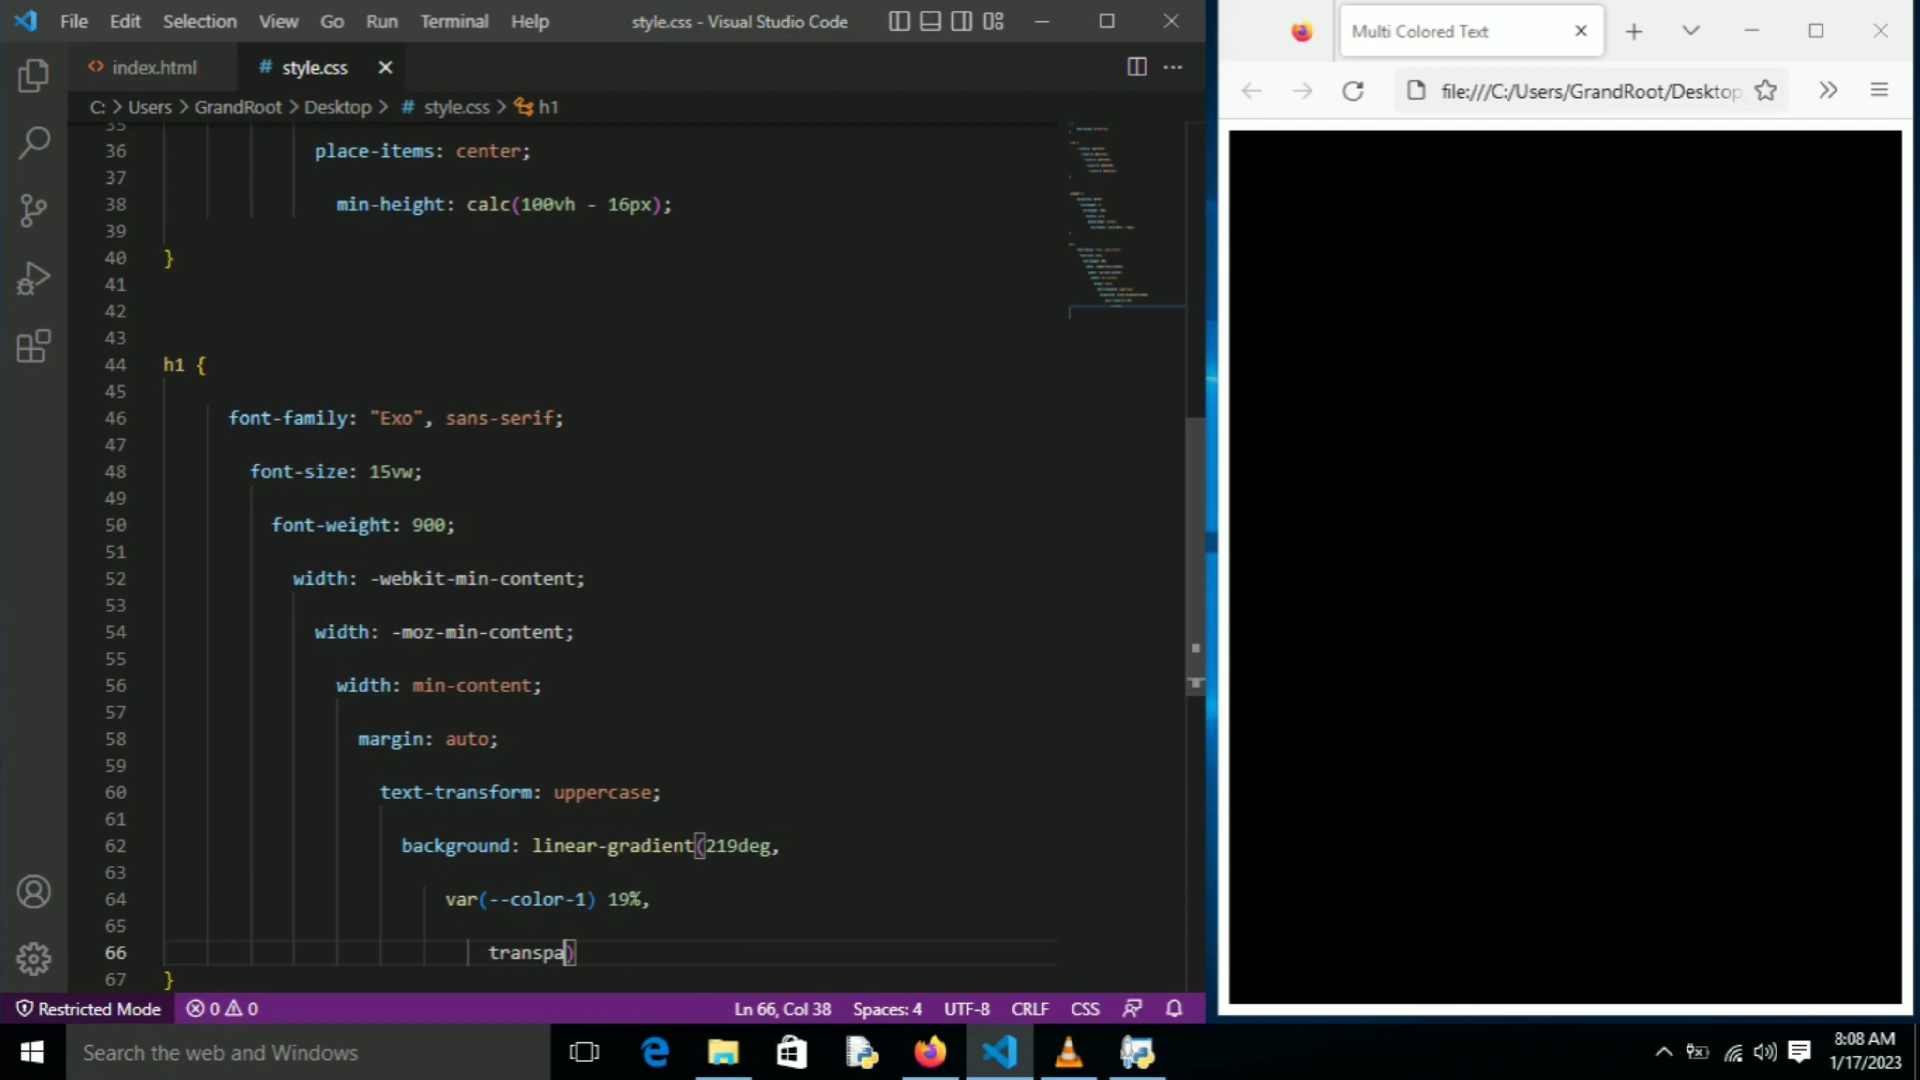 File Edit Selection View Go Run Terminal Help style.css - Visual Studio Code
index.html # style.css
C: > Users > GrandRoot > Desktop > # style.css > h1
35
36 place-items: center;
37
38 min-height: calc(100vh - 16px);
39
40 }
41
42
43
44 h1 {
45
46 font-family: "Exo", sans-serif;
47
48 font-size: 15vw;
49
50 font-weight: 900;
51
52 width: -webkit-min-content;
53
54 width: -moz-min-content;
55
56 width: min-content;
57
58 margin: auto;
59
60 text-transform: uppercase;
61
62 background: linear-gradient(219deg,
63
64 var(--color-1) 19%,
65
66 transpa)
67 }
Restricted Mode 0 0 Ln 66, Col 38 Spaces: 4 UTF-8 CRLF CSS
Multi Colored Text
file:///C:/Users/GrandRoot/Desktop
Search the web and Windows
8:08 AM
1/17/2023